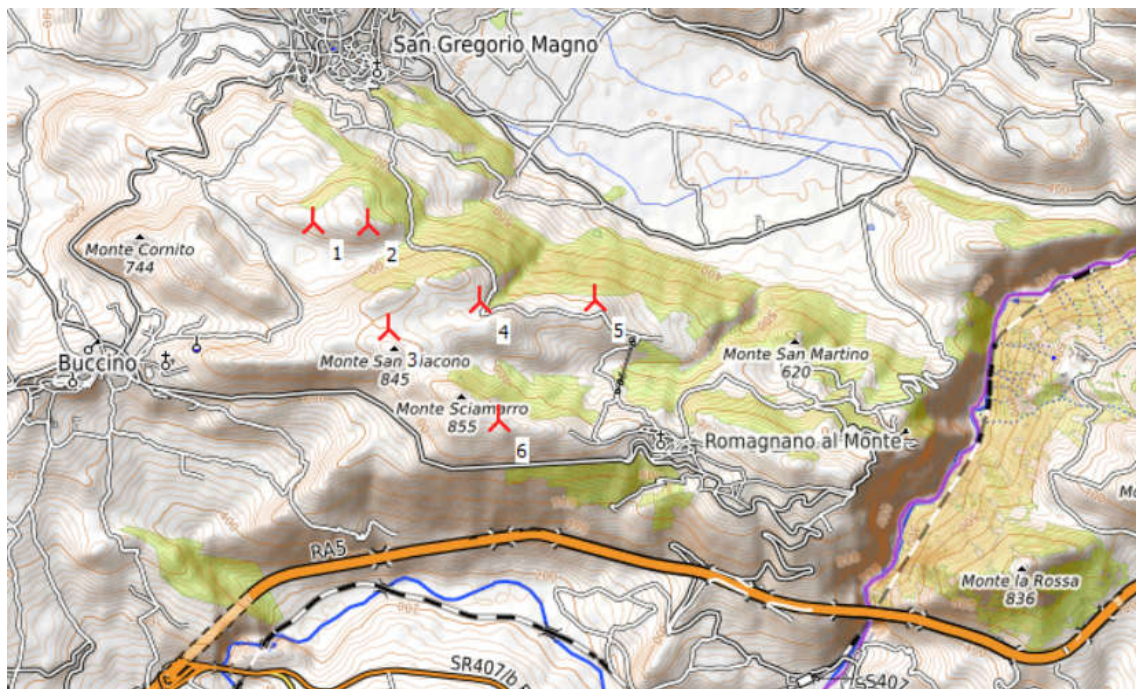 San Gregorio Magno
400
1
2
Monte Cornito
744
4
5
3
Monte San Giacono
845
Monte San Martino
620
Buccino
Monte Sciamarro
855
6
Romagnano al Monte
RA5
Monte la Rossa
836
SR407/b
SS407